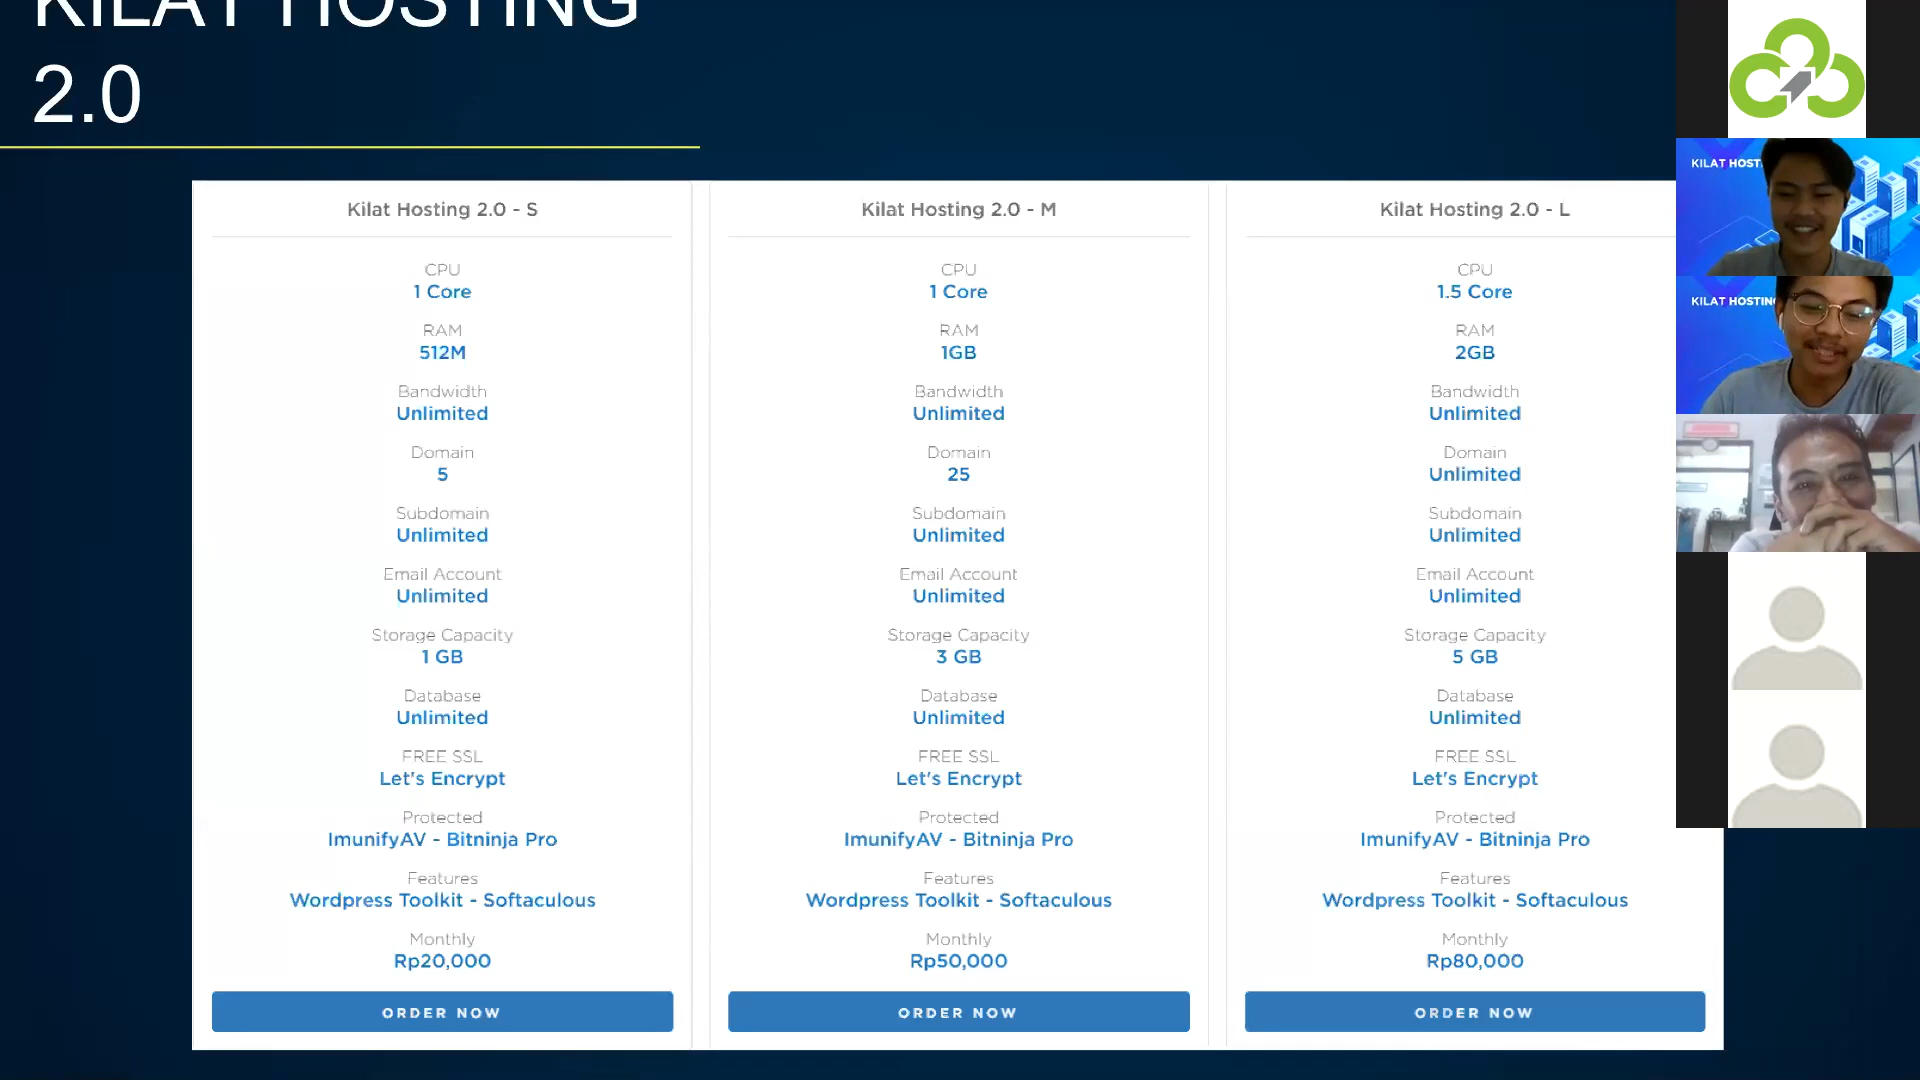 KILAT HOSTING
2.0
Kilat Hosting 2.0 - S
CPU
1 Core
RAM
512M
Bandwidth
Unlimited
Domain
5
Subdomain
Unlimited
Email Account
Unlimited
Storage Capacity
1 GB
Database
Unlimited
FREE SSL
Let's Encrypt
Protected
ImunifyAV - Bitninja Pro
Features
Wordpress Toolkit - Softaculous
Monthly
Rp20,000
ORDER NOW
Kilat Hosting 2.0 - M
CPU
1 Core
RAM
1GB
Bandwidth
Unlimited
Domain
25
Subdomain
Unlimited
Email Account
Unlimited
Storage Capacity
3 GB
Database
Unlimited
FREE SSL
Let's Encrypt
Protected
ImunifyAV - Bitninja Pro
Features
Wordpress Toolkit - Softaculous
Monthly
Rp50,000
ORDER NOW
Kilat Hosting 2.0 - L
CPU
1.5 Core
RAM
2GB
Bandwidth
Unlimited
Domain
Unlimited
Subdomain
Unlimited
Email Account
Unlimited
Storage Capacity
5 GB
Database
Unlimited
FREE SSL
Let's Encrypt
Protected
ImunifyAV - Bitninja Pro
Features
Wordpress Toolkit - Softaculous
Monthly
Rp80,000
ORDER NOW
KILAT HOST
KILAT HOSTIN